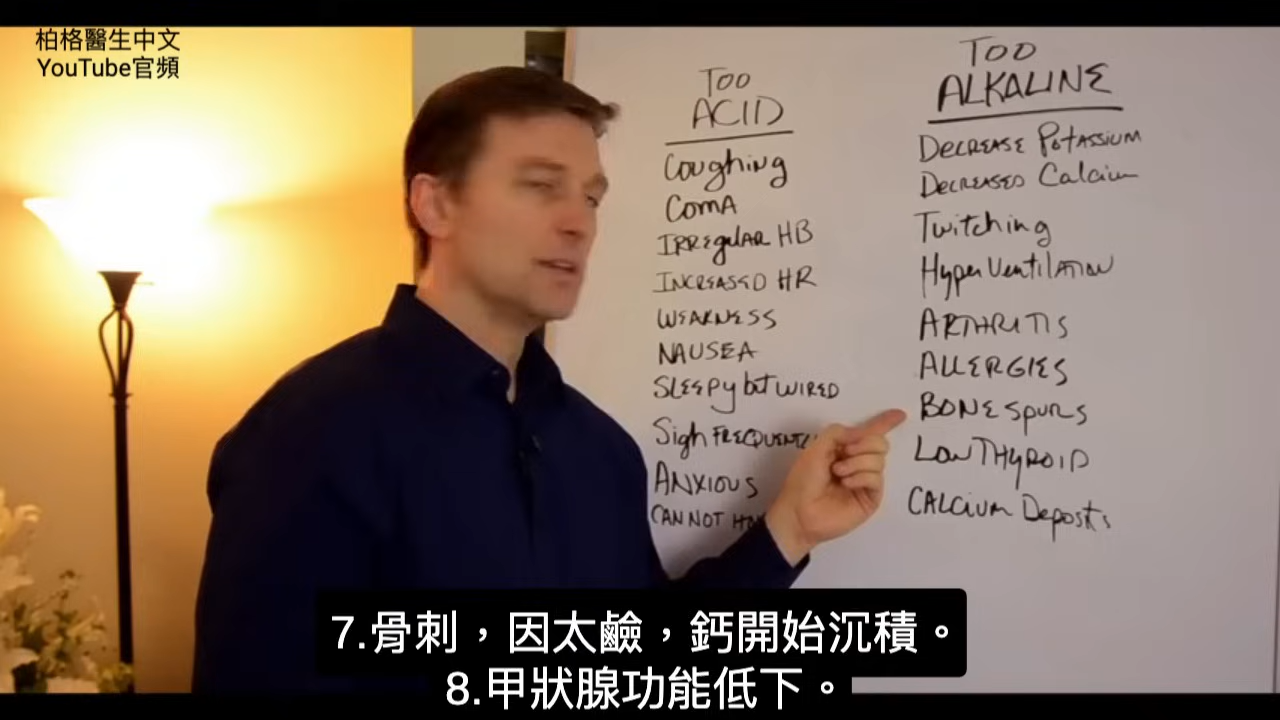 柏格醫生中文
YouTube官頻
TOO
ACID
Coughing
COMA
IRREgulAR HB
INCREASED HR
WEAKNESS
NAUSEA
SLEEPY but WIRED
Sigh FREQUENTL
ANXIOUS
CANNOT
TOO
ALKALINE
DECREASE POTASSIUM
DECREASED Calcium
Twitching
HyperVentilATION
ARTHRITIS
ALLERGIES
BONE spurs
LOW THYROID
CALCIUM Deposits
7.骨刺，因太鹼，鈣開始沉積。
8.甲狀腺功能低下。